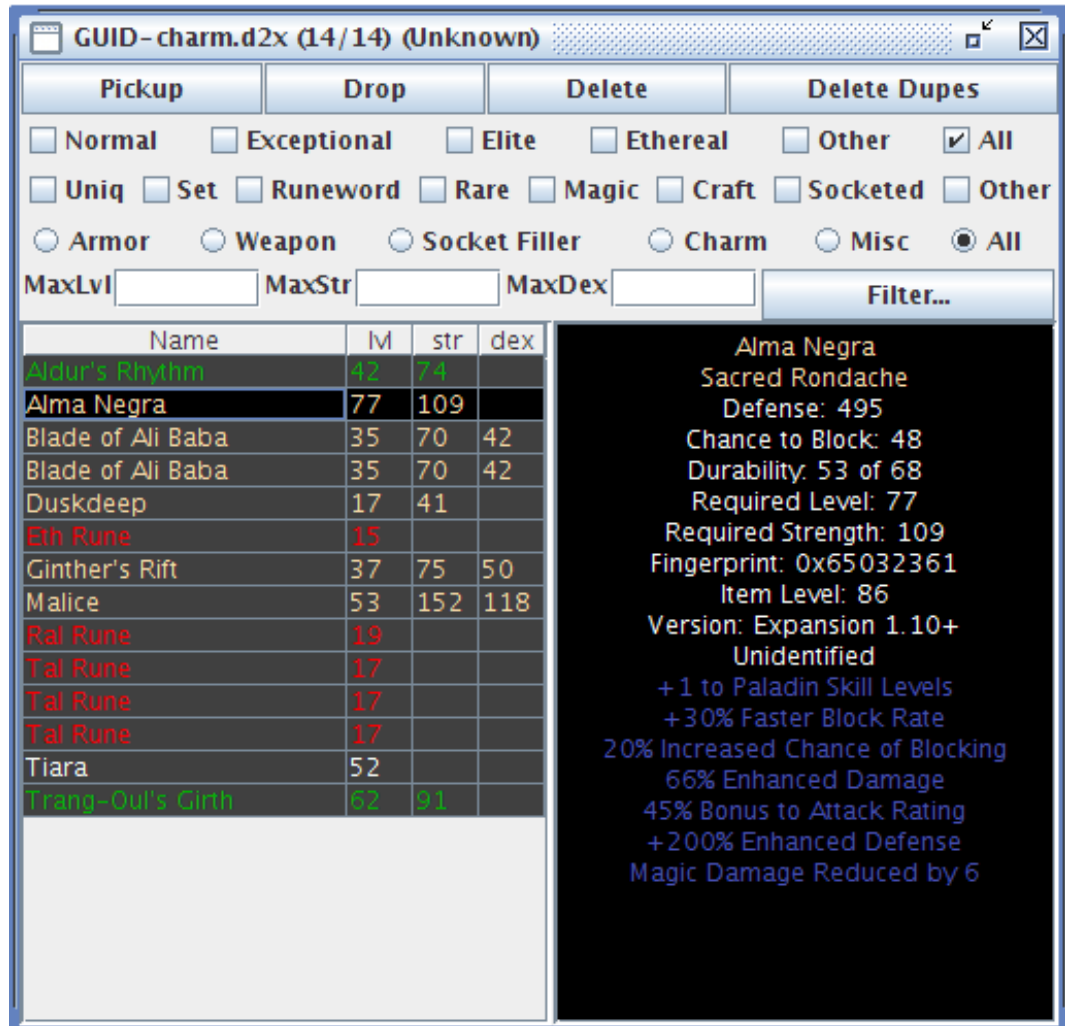 GUID-charm.d2x (14/14) (Unknown)
Pickup Drop Delete Delete Dupes
Normal Exceptional Elite Ethereal Other All
Uniq Set Runeword Rare Magic Craft Socketed Other
Armor Weapon Socket Filler Charm Misc All
MaxLvl MaxStr MaxDex Filter...
Name lvl str dex
Aldur's Rhythm 42 74
Alma Negra 77 109
Blade of Ali Baba 35 70 42
Blade of Ali Baba 35 70 42
Duskdeep 17 41
Eth Rune 15
Ginther's Rift 37 75 50
Malice 53 152 118
Ral Rune 19
Tal Rune 17
Tal Rune 17
Tal Rune 17
Tiara 52
Trang-Oul's Girth 62 91
Alma Negra
Sacred Rondache
Defense: 495
Chance to Block: 48
Durability: 53 of 68
Required Level: 77
Required Strength: 109
Fingerprint: 0x65032361
Item Level: 86
Version: Expansion 1.10+
Unidentified
+1 to Paladin Skill Levels
+30% Faster Block Rate
20% Increased Chance of Blocking
66% Enhanced Damage
45% Bonus to Attack Rating
+200% Enhanced Defense
Magic Damage Reduced by 6